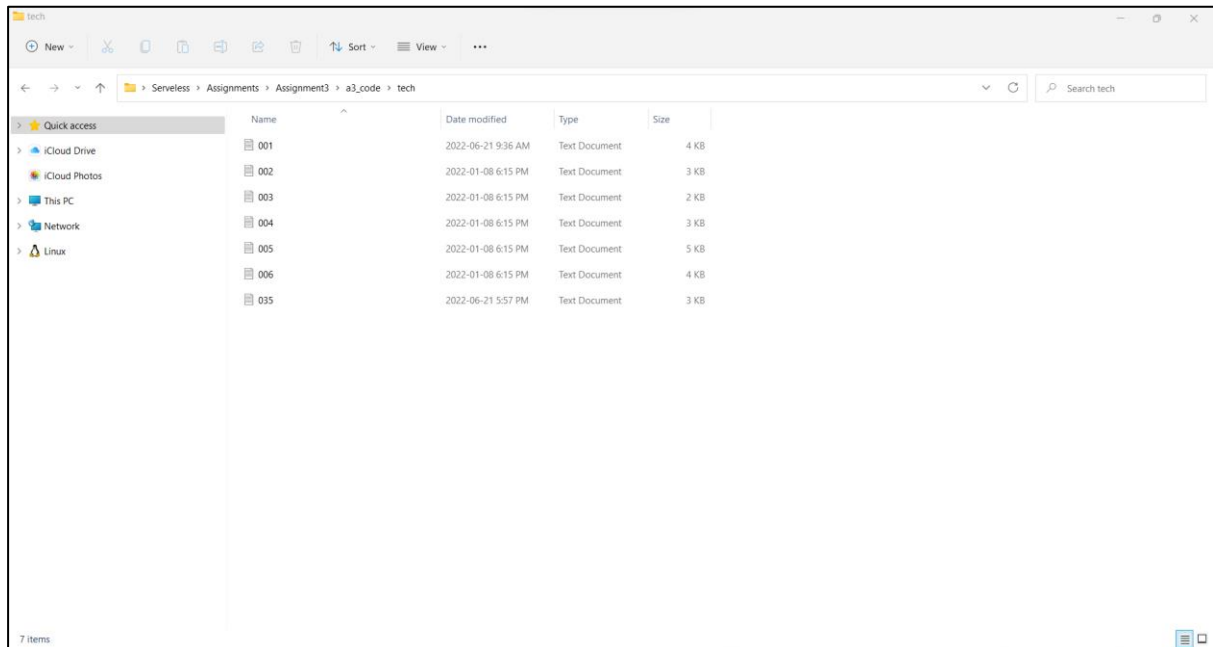 tech
New Sort View •••
Serveless > Assignments > Assignment3 > a3_code > tech Search tech
Quick access
iCloud Drive
iCloud Photos
This PC
Network
Linux
Name Date modified Type Size
001 2022-06-21 9:36 AM Text Document 4 KB
002 2022-01-08 6:15 PM Text Document 3 KB
003 2022-01-08 6:15 PM Text Document 2 KB
004 2022-01-08 6:15 PM Text Document 3 KB
005 2022-01-08 6:15 PM Text Document 5 KB
006 2022-01-08 6:15 PM Text Document 4 KB
035 2022-06-21 5:57 PM Text Document 3 KB
7 items